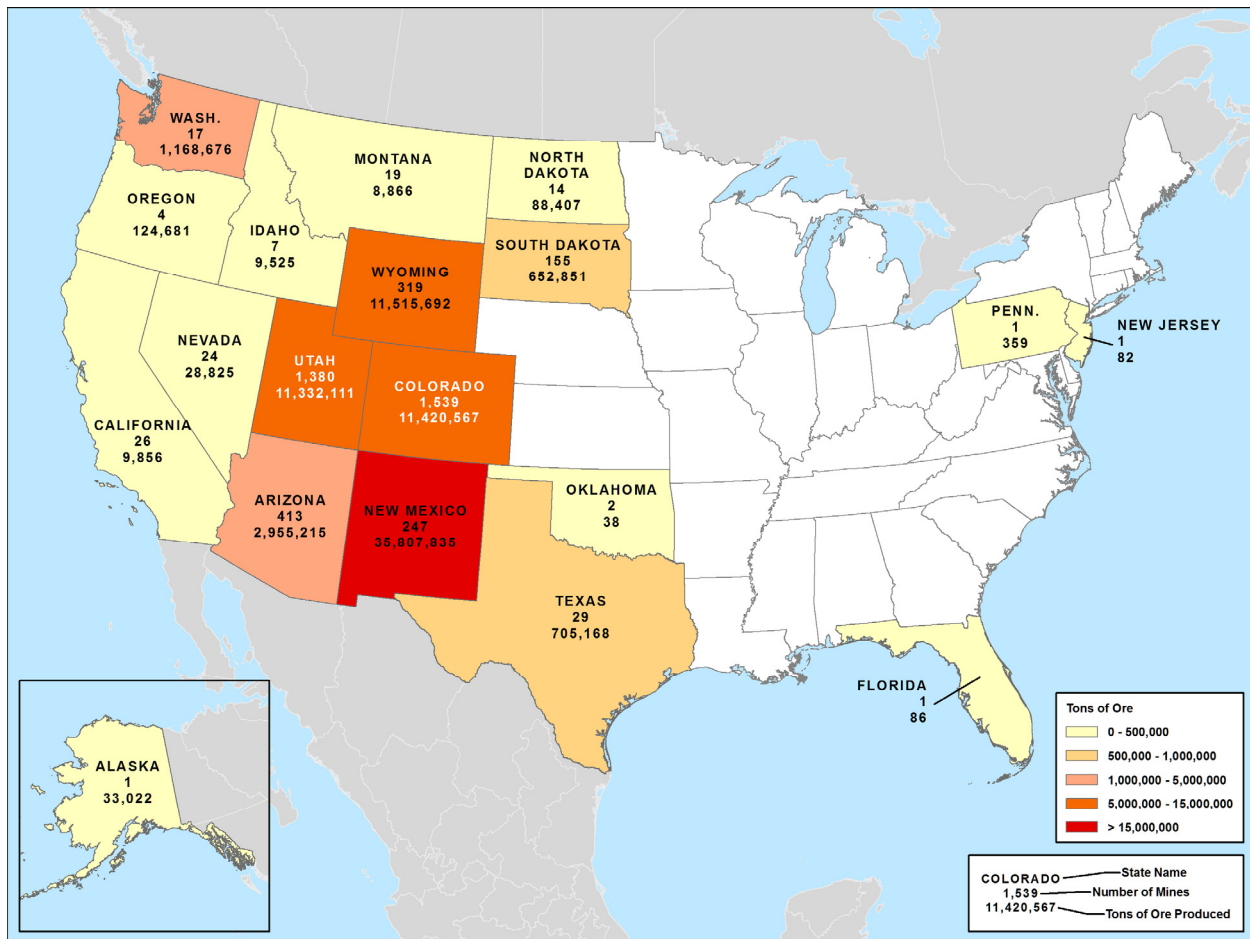 WASH.
17
1,168,676
MONTANA
19
8,866
NORTH
DAKOTA
14
88,407
OREGON
4
124,681
IDAHO
7
9,525
SOUTH DAKOTA
155
652,851
WYOMING
319
11,515,692
PENN.
1
359
NEW JERSEY
1
82
NEVADA
24
28,825
UTAH
1,380
11,332,111
COLORADO
1,539
11,420,567
CALIFORNIA
26
9,856
ARIZONA
413
2,955,215
NEW MEXICO
247
35,807,835
OKLAHOMA
2
38
TEXAS
29
705,168
FLORIDA
1
86
ALASKA
1
33,022
Tons of Ore
0 - 500,000
500,000 - 1,000,000
1,000,000 - 5,000,000
5,000,000 - 15,000,000
> 15,000,000
COLORADO State Name
1,539 Number of Mines
11,420,567 Tons of Ore Produced